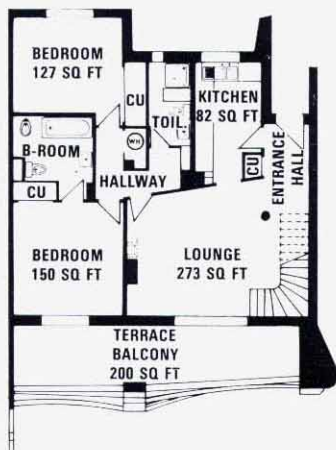 BEDROOM
127 SQ FT
CU
TOIL
KITCHEN
82 SQ FT
B-ROOM
WH
CU
HALLWAY
CU
ENTRANCE
HALL
BEDROOM
150 SQ FT
LOUNGE
273 SQ FT
TERRACE
BALCONY
200 SQ FT